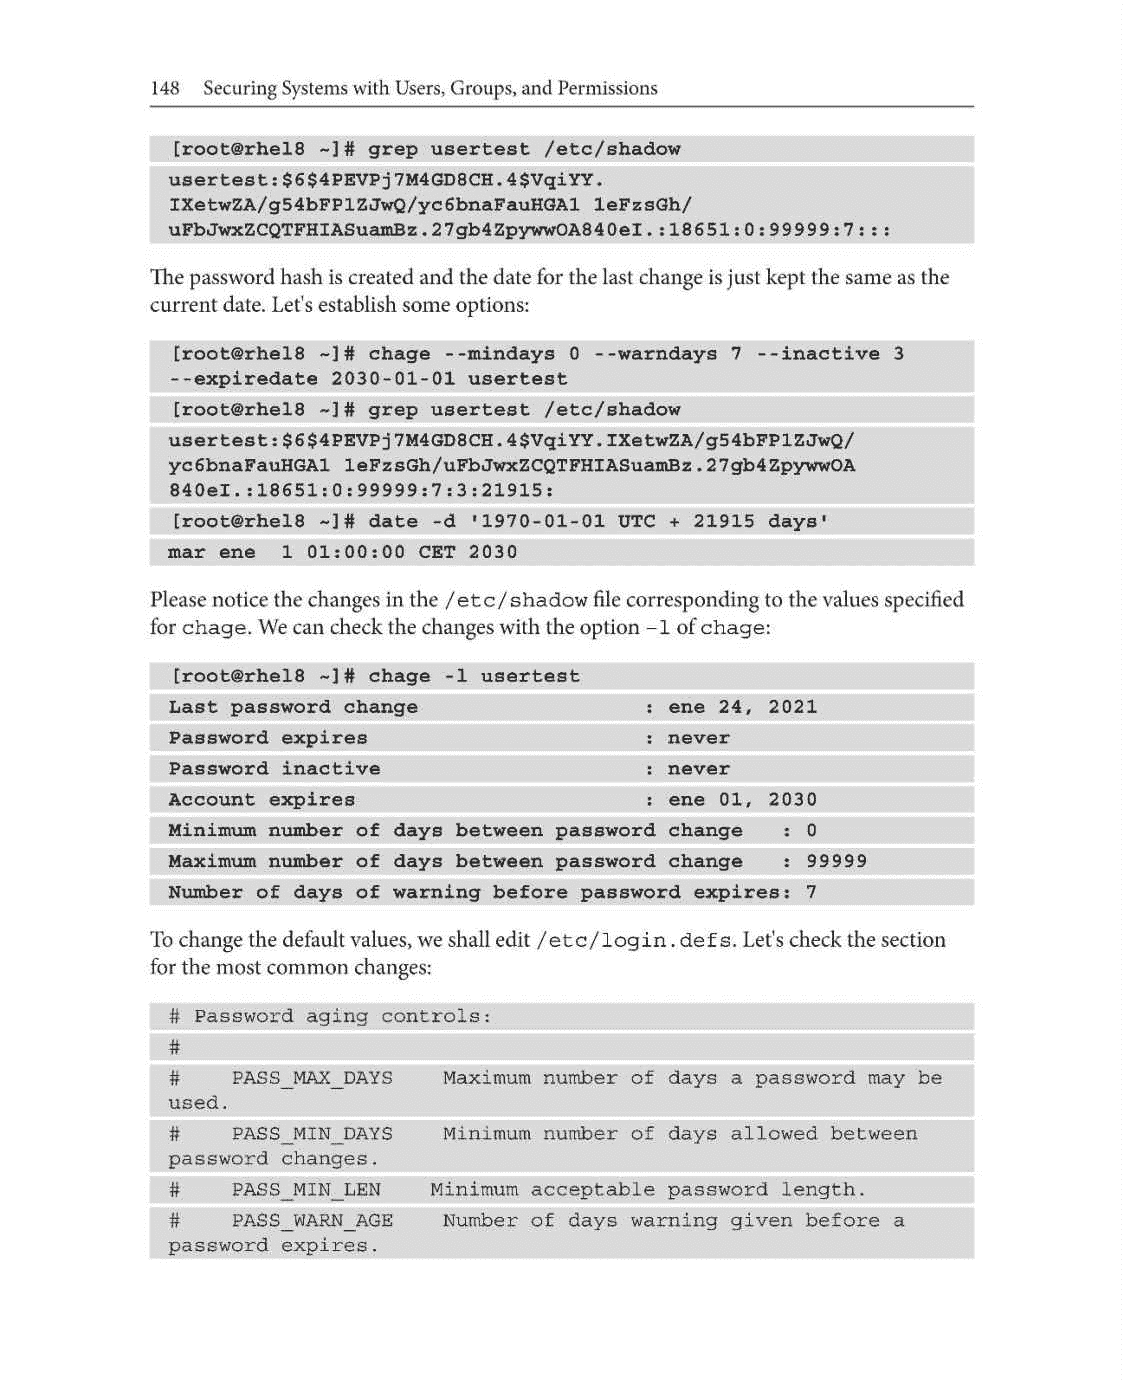 148 Securing Systems with Users, Groups, and Permissions
[root@rhel8 ~]# grep usertest /etc/shadow
usertest:$6$4PEVPj7M4GD8CH.4$VqiYY.
IXetwZA/g54bFP1ZJwQ/yc6bnaFauHGA1 1eFzsGh/
uFbJwxZCQTFHIASuamBz.27gb4ZpywwOA840eI.:18651:0:99999:7:::
The password hash is created and the date for the last change is just kept the same as the
current date. Let's establish some options:
[root@rhel8 ~]# chage --mindays 0 --warndays 7 --inactive 3
--expiredate 2030-01-01 usertest
[root@rhel8 ~]# grep usertest /etc/shadow
usertest:$6$4PEVPj7M4GD8CH.4$VqiYY.IXetwZA/g54bFP1ZJwQ/
yc6bnaFauHGA1 1eFzsGh/uFbJwxZCQTFHIASuamBz.27gb4ZpywwOA
840eI.:18651:0:99999:7:3:21915:
[root@rhel8 ~]# date -d '1970-01-01 UTC + 21915 days'
mar ene  1 01:00:00 CET 2030
Please notice the changes in the /etc/shadow file corresponding to the values specified
for chage. We can check the changes with the option -l of chage:
[root@rhel8 ~]# chage -l usertest
Last password change : ene 24, 2021
Password expires : never
Password inactive : never
Account expires : ene 01, 2030
Minimum number of days between password change : 0
Maximum number of days between password change : 99999
Number of days of warning before password expires: 7
To change the default values, we shall edit /etc/login.defs. Let's check the section
for the most common changes:
# Password aging controls:
#
# PASS_MAX_DAYS Maximum number of days a password may be
used.
# PASS_MIN_DAYS Minimum number of days allowed between
password changes.
# PASS_MIN_LEN Minimum acceptable password length.
# PASS_WARN_AGE Number of days warning given before a
password expires.